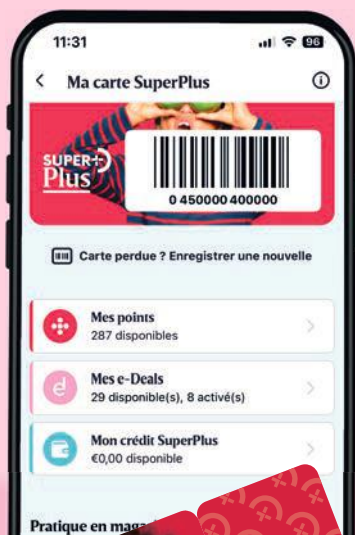 11:31
96
Ma carte SuperPlus
SUPER+
Plus
0 450000 400000
Carte perdue ? Enregistrer une nouvelle
Mes points
287 disponibles
Mes e-Deals
29 disponible(s), 8 activé(s)
Mon crédit SuperPlus
€0,00 disponible
Pratique en